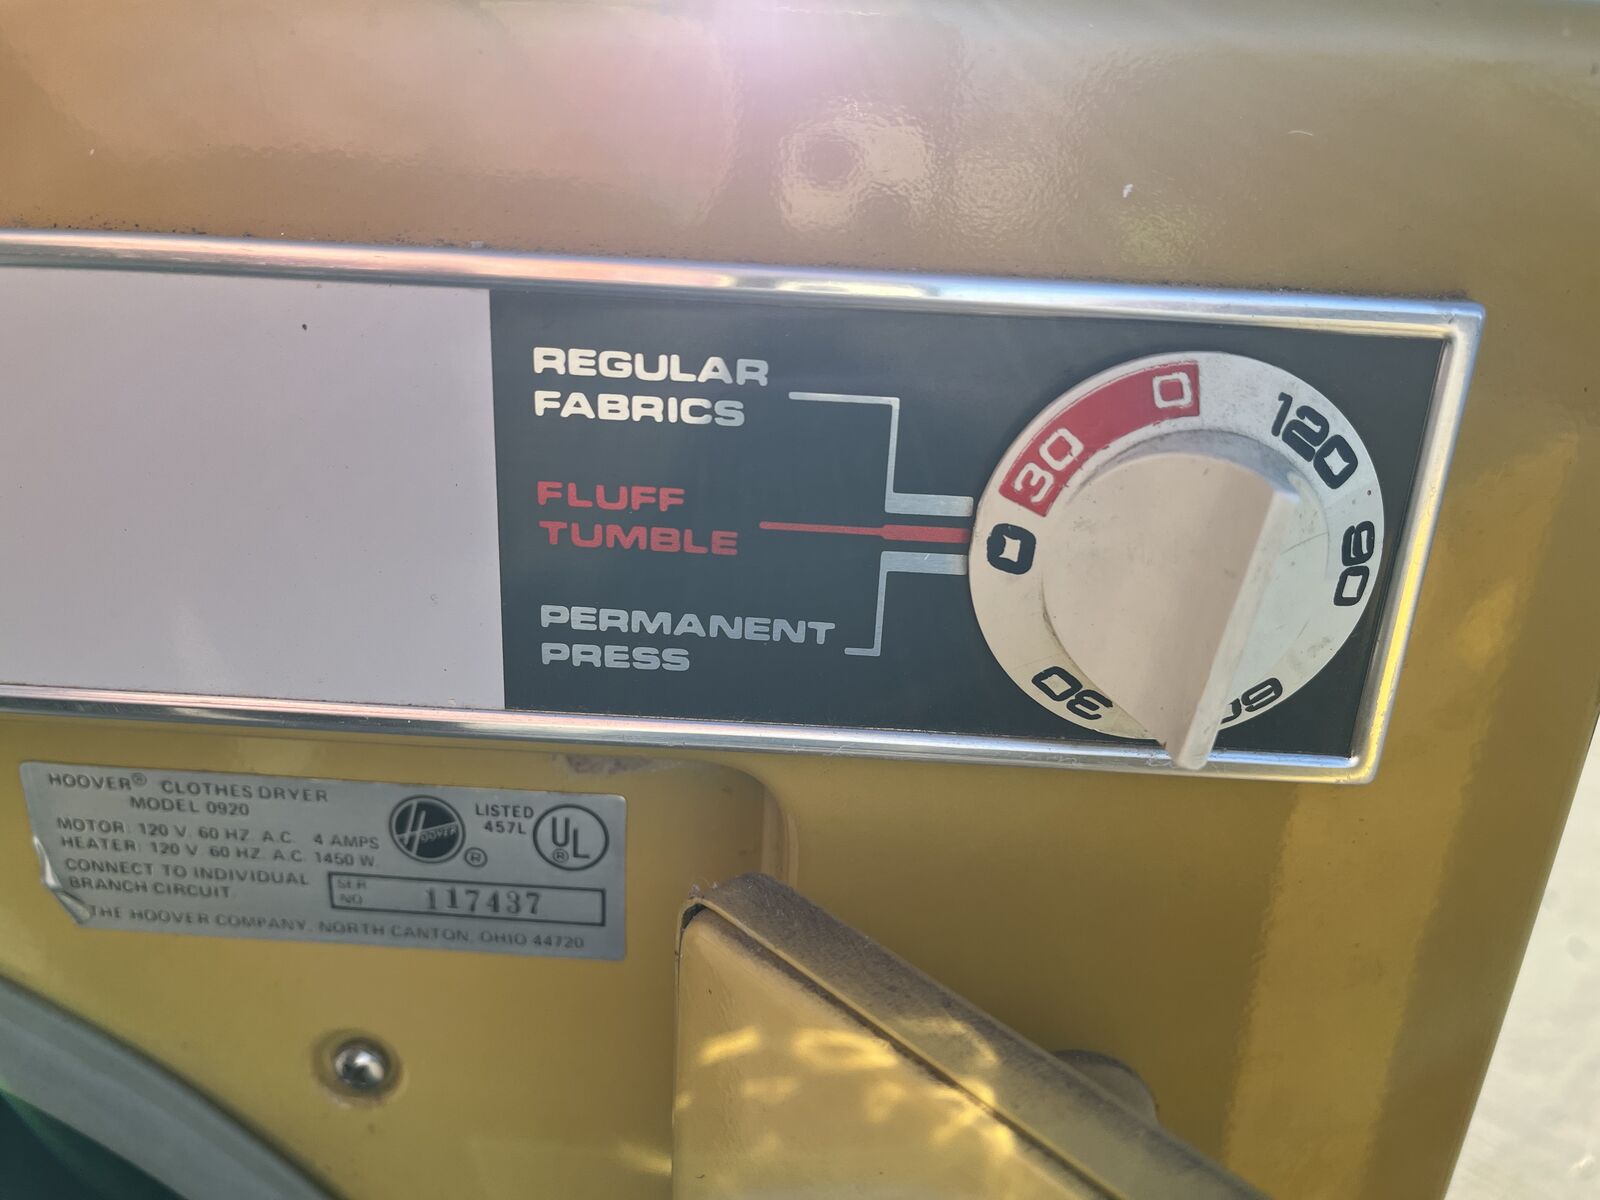 REGULAR
FABRICS
FLUFF
TUMBLE
PERMANENT
PRESS
0
30
0
120
90
60
30
HOOVER® CLOTHES DRYER
MODEL 0920
MOTOR: 120 V. 60 HZ. A.C. 4 AMPS
HEATER: 120 V. 60 HZ. A.C. 1450 W.
CONNECT TO INDIVIDUAL
BRANCH CIRCUIT.
HOOVER
®
LISTED
457L
UL
®
SER
NO
117437
THE HOOVER COMPANY, NORTH CANTON, OHIO 44720